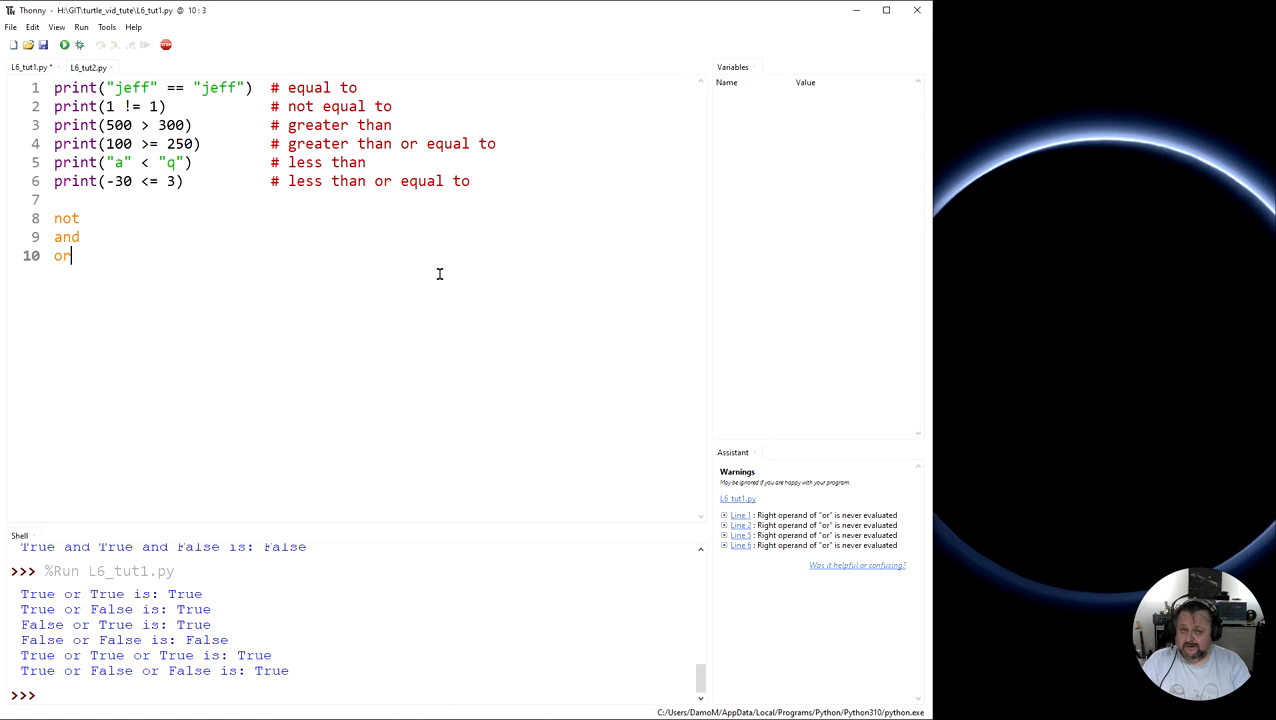 Thonny - H:\GIT\turtle_vid_tute\L6_tut1.py @ 10 : 3
File Edit View Run Tools Help
L6_tut1.py * L6_tut2.py
1 print("jeff" == "jeff") # equal to
2 print(1 != 1) # not equal to
3 print(500 > 300) # greater than
4 print(100 >= 250) # greater than or equal to
5 print("a" < "q") # less than
6 print(-30 <= 3) # less than or equal to
7
8 not
9 and
10 or
Variables
Name Value
Assistant
Warnings
May be ignored if you are happy with your program.
L6_tut1.py
Line 1 : Right operand of "or" is never evaluated
Line 2 : Right operand of "or" is never evaluated
Line 5 : Right operand of "or" is never evaluated
Line 6 : Right operand of "or" is never evaluated
Was it helpful or confusing?
Shell
True and True and False is: False
>>> %Run L6_tut1.py
True or True is: True
True or False is: True
False or True is: True
False or False is: False
True or True or True is: True
True or False or False is: True
>>>
C:/Users/DamoM/AppData/Local/Programs/Python/Python310/python.exe